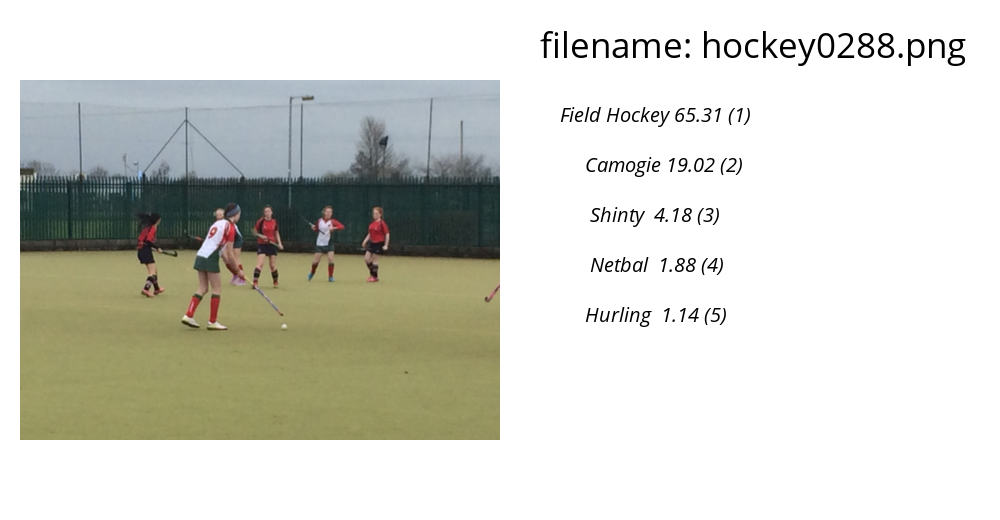 filename: hockey0288.png
Field Hockey 65.31 (1)
Camogie 19.02 (2)
Shinty 4.18 (3)
Netbal 1.88 (4)
Hurling 1.14 (5)
9